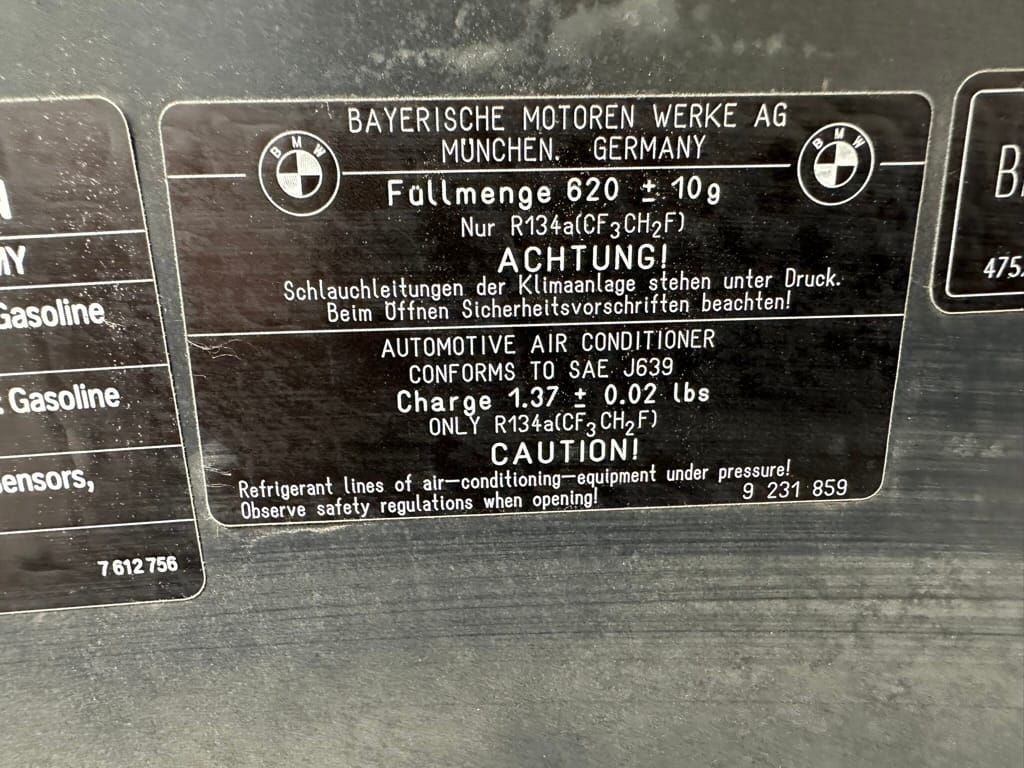 BAYERISCHE MOTOREN WERKE AG
MÜNCHEN. GERMANY
BMW
BMW
Füllmenge 620 ± 10g
Nur R134a(CF₃CH₂F)
ACHTUNG!
Schlauchleitungen der Klimaanlage stehen unter Druck.
Beim Öffnen Sicherheitsvorschriften beachten!
AUTOMOTIVE AIR CONDITIONER
CONFORMS TO SAE J639
Charge 1.37 ± 0.02 lbs
ONLY R134a(CF₃CH₂F)
CAUTION!
Refrigerant lines of air-conditioning-equipment under pressure!
Observe safety regulations when opening!
9 231 859
Gasoline
Gasoline
7 612 756
475